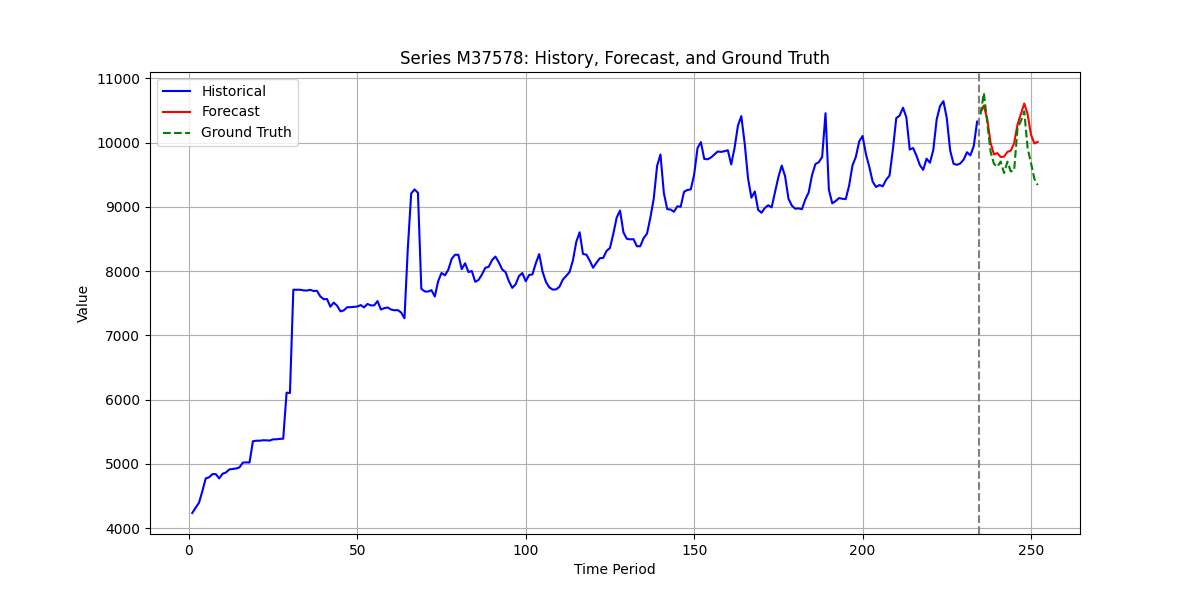 Series M37578: History, Forecast, and Ground Truth
Historical
Forecast
Ground Truth
11000
10000
9000
8000
7000
6000
5000
4000
Value
0 50 100 150 200 250
Time Period